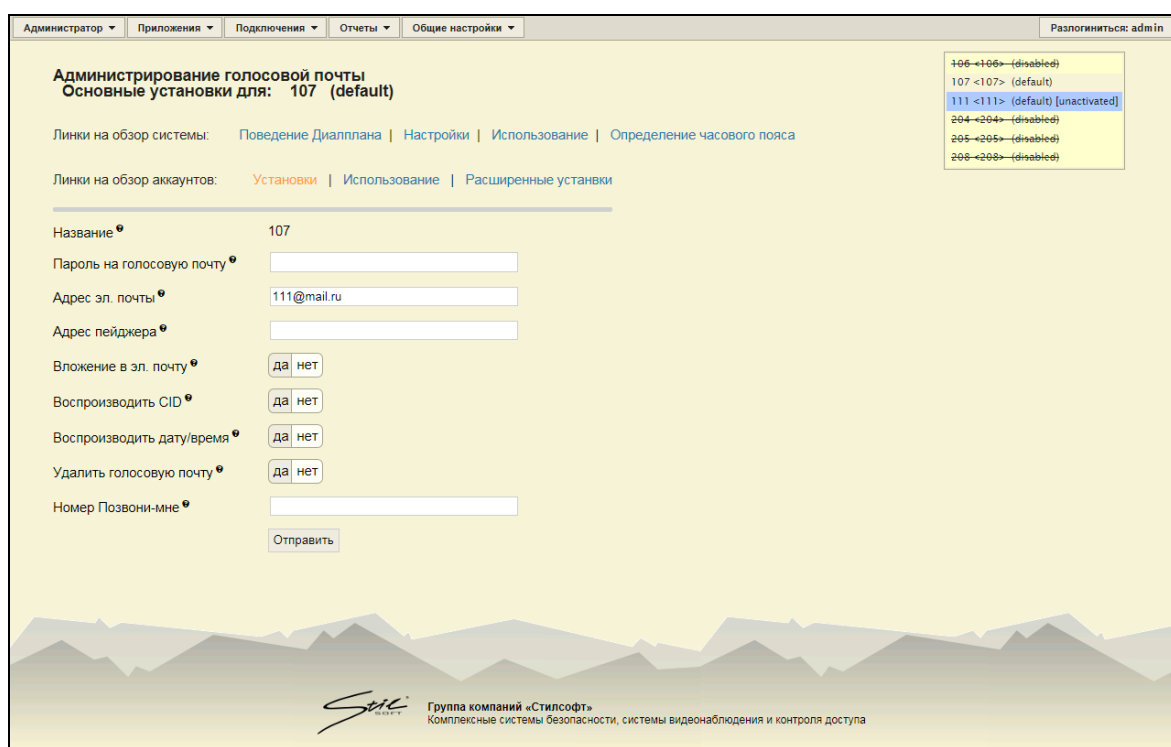 Администратор Приложения Подключения Отчеты Общие настройки Разлогиниться: admin
Администрирование голосовой почты
Основные установки для: 107 (default)
106 <106> (disabled)
107 <107> (default)
111 <111> (default) [unactivated]
204 <204> (disabled)
205 <205> (disabled)
208 <208> (disabled)
Линки на обзор системы: Поведение Диалплана | Настройки | Использование | Определение часового пояса
Линки на обзор аккаунтов: Установки | Использование | Расширенные устанвки
Название 107
Пароль на голосовую почту
Адрес эл. почты 111@mail.ru
Адрес пейджера
Вложение в эл. почту да нет
Воспроизводить CID да нет
Воспроизводить дату/время да нет
Удалить голосовую почту да нет
Номер Позвони-мне
Отправить
Stil SOFT
Группа компаний «Стилсофт»
Комплексные системы безопасности, системы видеонаблюдения и контроля доступа